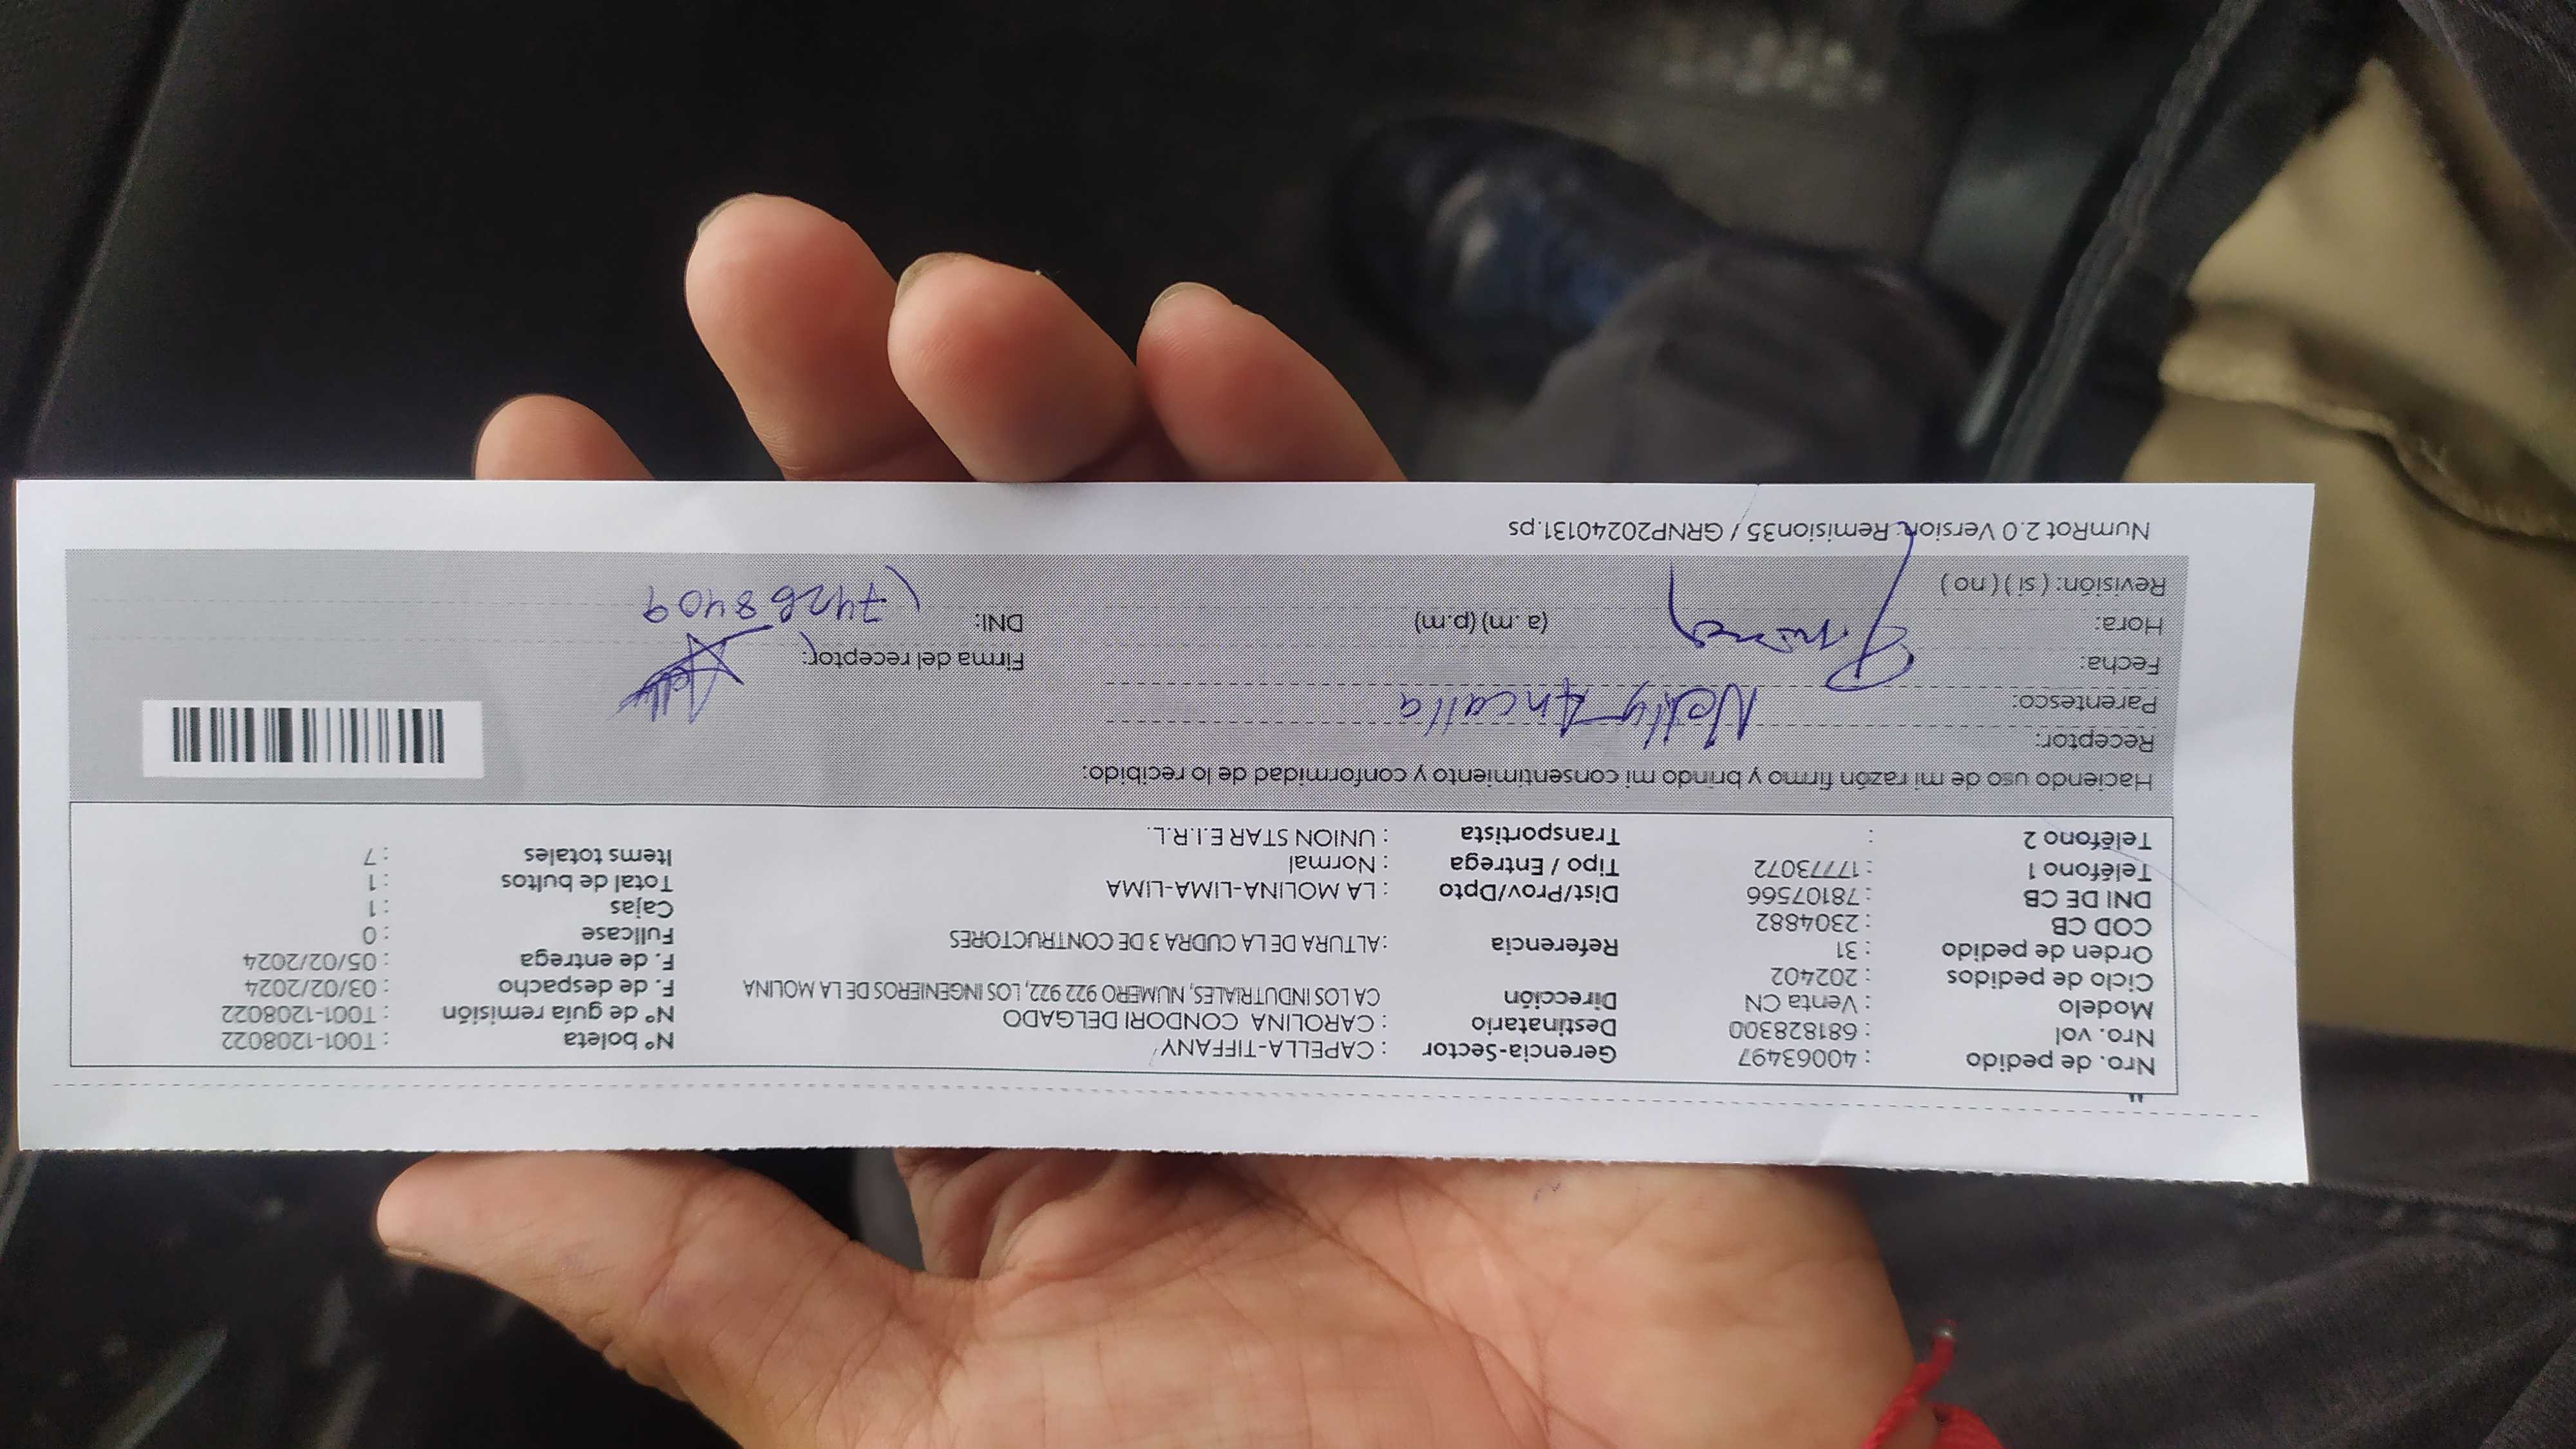 Nro. de pedido : 40063497 Gerencia-Sector : CAPELLA-TIFFANY Nº boleta : T001-1208022
Nro. vol : 681828300 Destinatario : CAROLINA CONDORI DELGADO Nº de guía remisión : T001-1208022
Modelo : Venta CN Dirección CA LOS INDUTRIALES, NUMERO 922 922, LOS INGENIEROS DE LA MOLINA F. de despacho : 03/02/2024
Ciclo de pedidos : 202402 F. de entrega : 05/02/2024
Orden de pedido : 31 Referencia : ALTURA DE LA CUDRA 3 DE CONTRUCTORES Fullcase : 0
COD CB : 2304882 Cajas : 1
DNI DE CB : 78107566 Dist/Prov/Dpto : LA MOLINA-LIMA-LIMA Total de bultos : 1
Teléfono 1 : 17773072 Tipo / Entrega : Normal Items totales : 7
Teléfono 2 : Transportista : UNION STAR E.I.R.L.
Haciendo uso de mi razón firmo y brindo mi consentimiento y conformidad de lo recibido:
Receptor: Nelly Ancalla
Parentesco:
Fecha: Firma del receptor:
Hora: (a.m) (p.m) DNI: 74268409
Revisión: ( si ) ( no )
NumRot 2.0 Version: Remision35 / GRNP20240131.ps